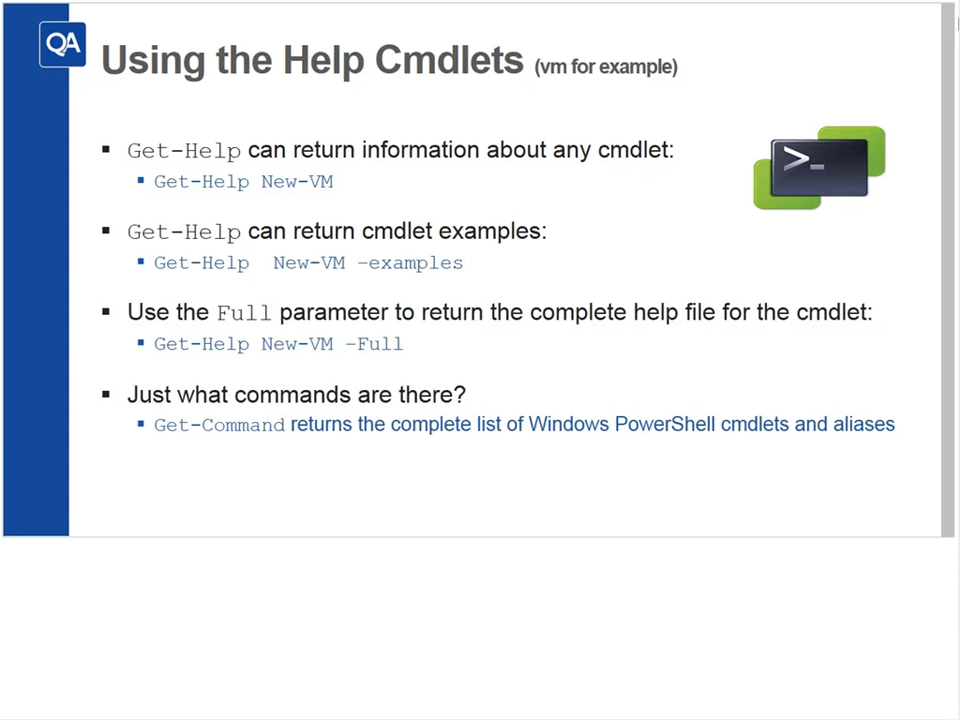 QA
Using the Help Cmdlets (vm for example)
▪ Get-Help can return information about any cmdlet:
▪ Get-Help New-VM
▪ Get-Help can return cmdlet examples:
▪ Get-Help  New-VM –examples
▪ Use the Full parameter to return the complete help file for the cmdlet:
▪ Get-Help New-VM –Full
▪ Just what commands are there?
▪ Get-Command returns the complete list of Windows PowerShell cmdlets and aliases
>_